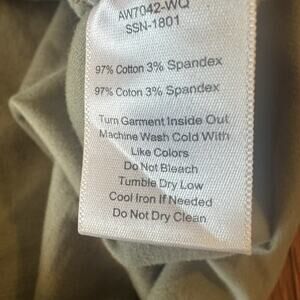 AW7042-WQ
SSN-1801
97% Cotton 3% Spandex
97% Coton 3% Spandex
Turn Garment Inside Out
Machine Wash Cold With
Like Colors
Do Not Bleach
Tumble Dry Low
Cool Iron If Needed
Do Not Dry Clean